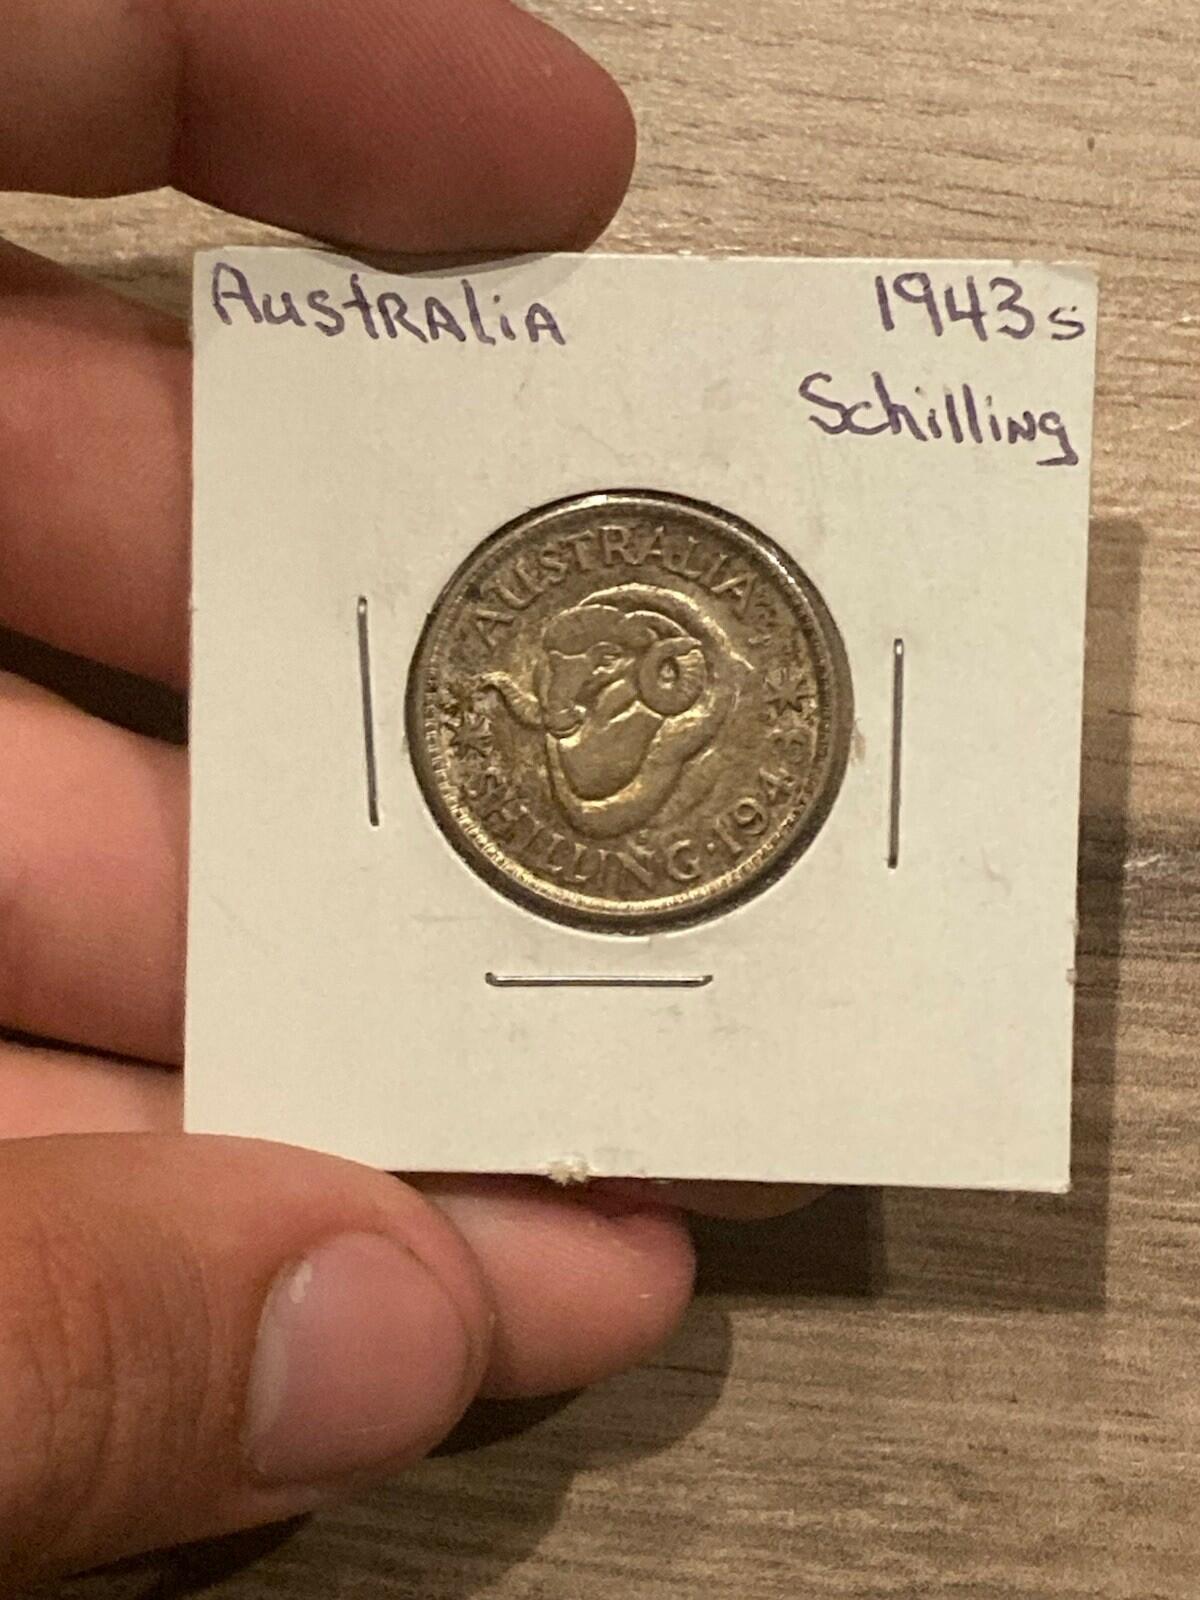 Australia 1943s
Schilling
AUSTRALIA
SHILLING · 1943
S